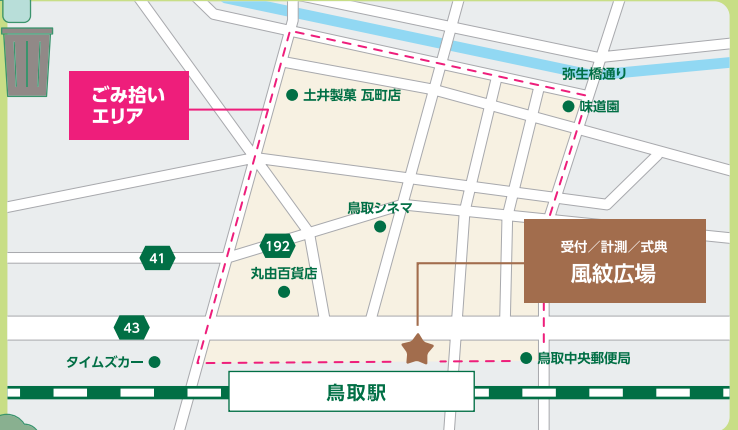 ごみ拾い
エリア
弥生橋通り
土井製菓 瓦町店
味道園
鳥取シネマ
192
受付／計測／式典
風紋広場
41
丸由百貨店
43
タイムズカー
鳥取中央郵便局
鳥取駅